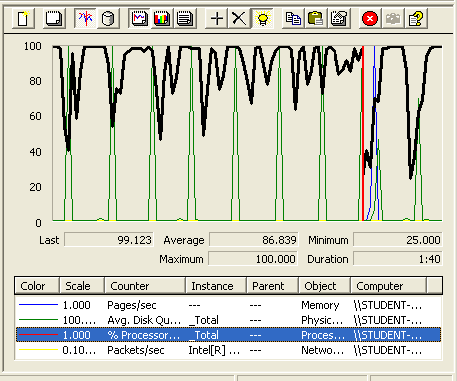 100
80
60
40
20
0
Last 99.123 Average 86.839 Minimum 25.000
Maximum 100.000 Duration 1:40
Color Scale Counter Instance Parent Object Computer
1.000 Pages/sec --- --- Memory \\STUDENT-...
100.... Avg. Disk Qu... _Total --- Physic... \\STUDENT-...
1.000 % Processor... _Total --- Proces... \\STUDENT-...
0.10... Packets/sec Intel[R] ... --- Netwo... \\STUDENT-...